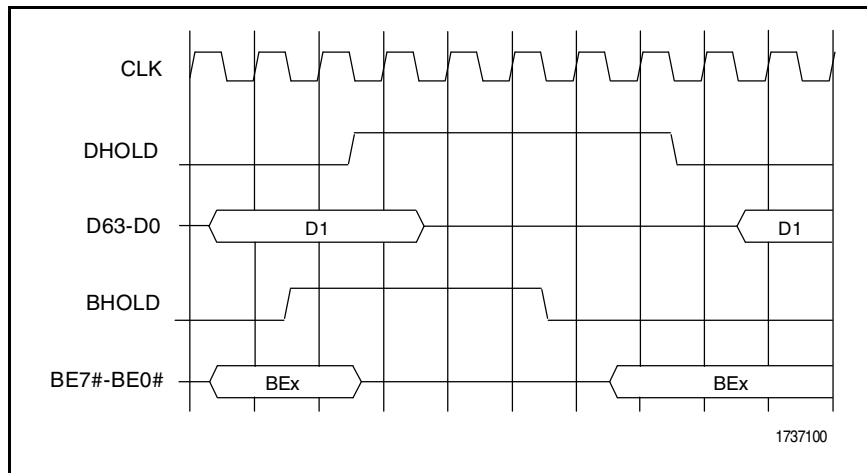 CLK
DHOLD
D63-D0
D1
D1
BHOLD
BE7#-BE0#
BEx
BEx
1737100